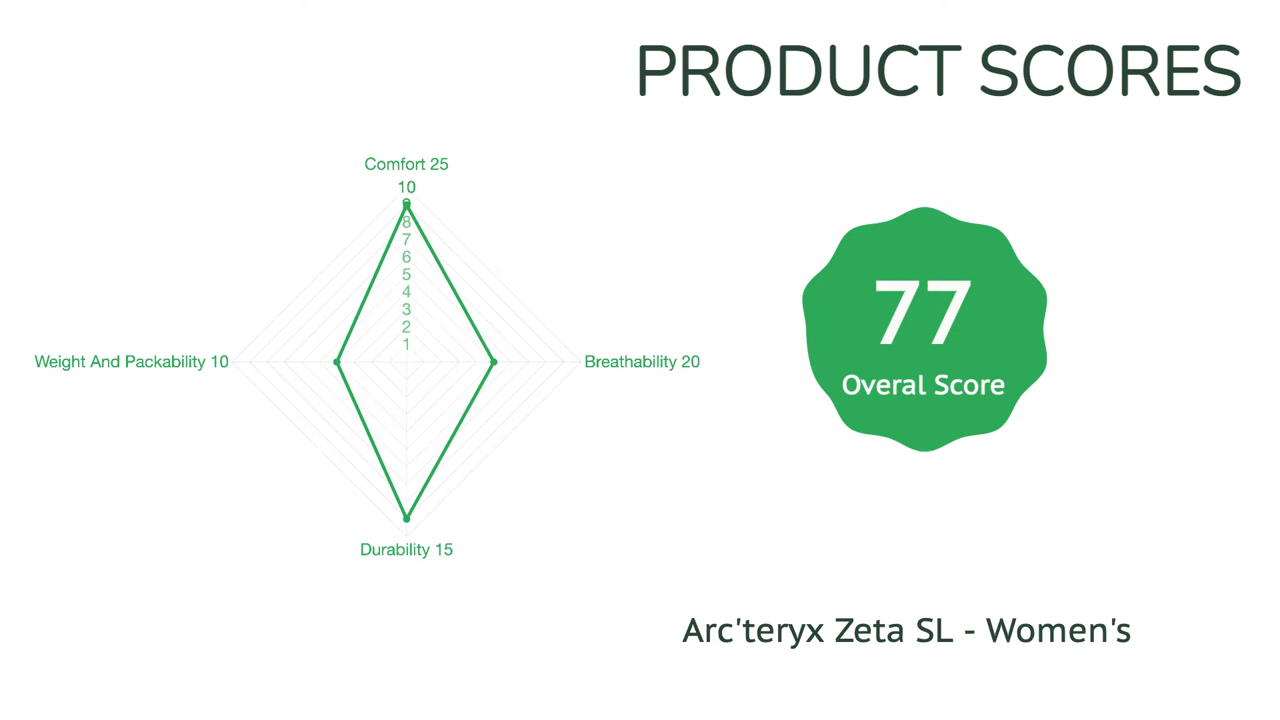 PRODUCT SCORES
Comfort 25
10
9
8
7
6
5
4
3
2
1
Weight And Packability 10
Breathability 20
Durability 15
77
Overal Score
Arc'teryx Zeta SL - Women's